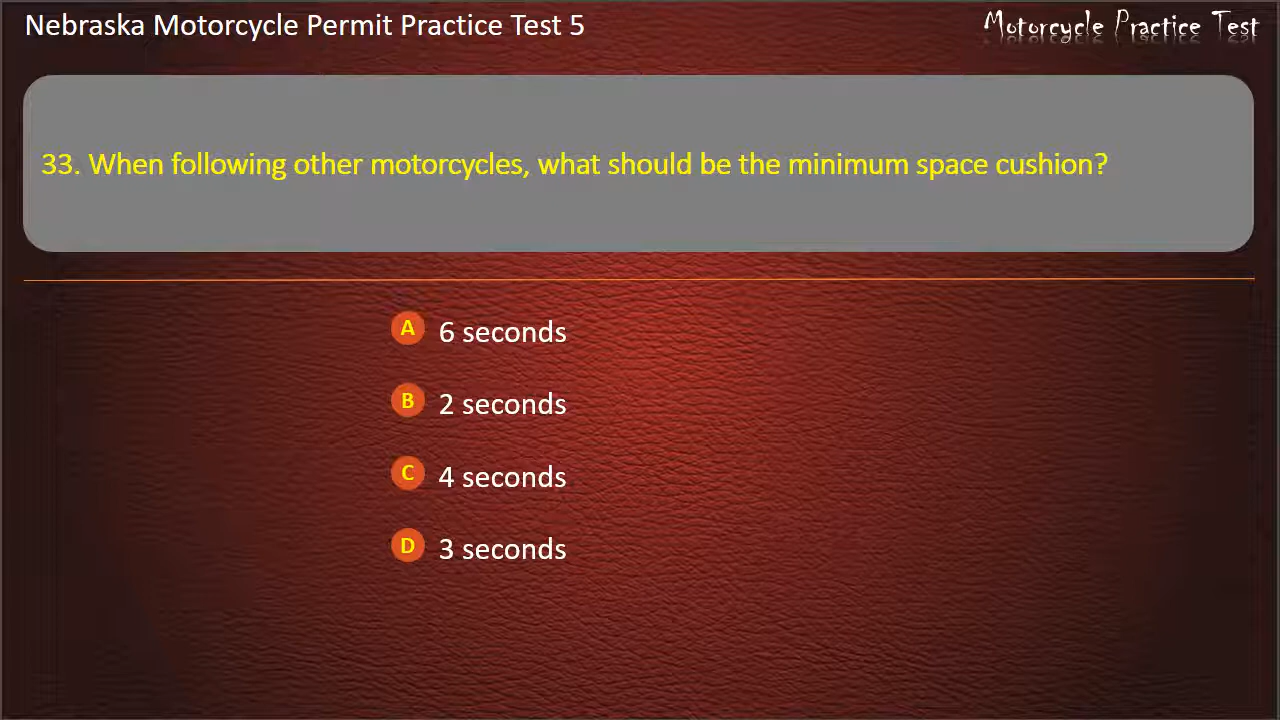 Nebraska Motorcycle Permit Practice Test 5
Motorcycle Practice Test
33. When following other motorcycles, what should be the minimum space cushion?
A 6 seconds
B 2 seconds
C 4 seconds
D 3 seconds